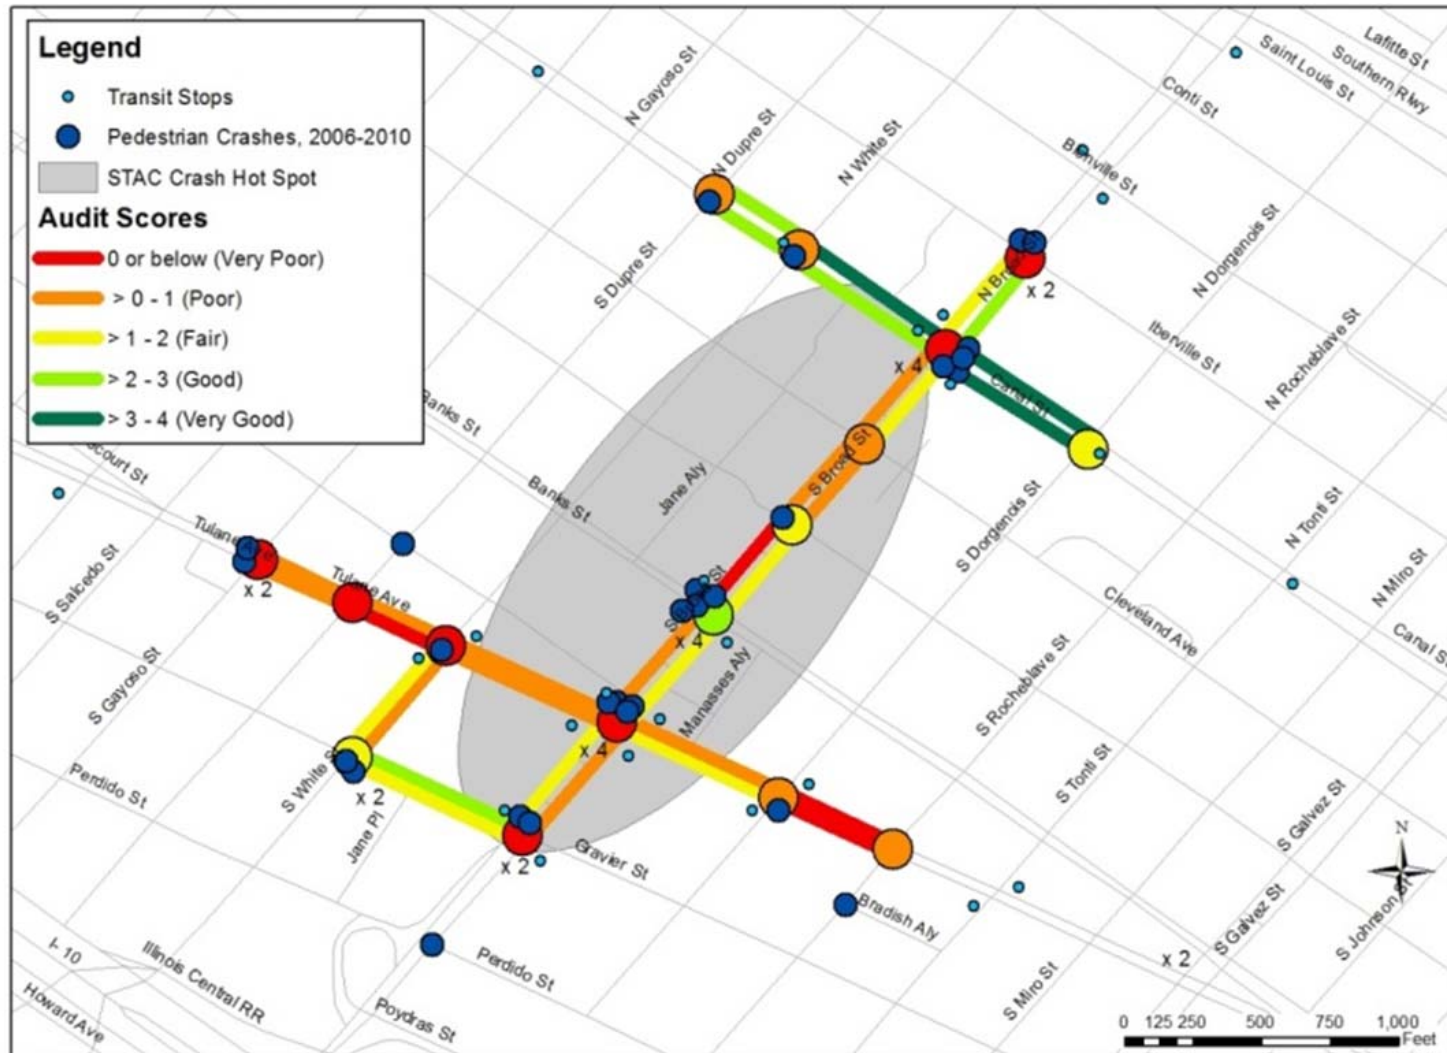 Legend
Transit Stops
Pedestrian Crashes, 2006-2010
STAC Crash Hot Spot
Audit Scores
0 or below (Very Poor)
> 0 - 1 (Poor)
> 1 - 2 (Fair)
> 2 - 3 (Good)
> 3 - 4 (Very Good)
Lafitte St
Southern Rlwy
Saint Louis St
Conti St
N Gayoso St
N Dupre St
N White St
Bienville St
N Dorgenois St
S Dupre St
x 2
Iberville St
N Rocheblave St
x 4
Canal St
Banks St
S Broad St
Jane Aly
Banks St
S Dorgenois St
N Tonti St
Tulane Ave
N Miro St
x 2
Tulane Ave
S Salcedo St
Cleveland Ave
x 4
Canal St
S Gayoso St
Manasses Aly
S Rocheblave St
x 4
S Tonti St
Perdido St
S White
x 2
Jane Pl
S Galvez St
N
x 2
Gravier St
Bradish Aly
S Galvez St
S Johnson St
I- 10
Illinois Central RR
Perdido St
x 2
S Miro St
Howard Ave
Poydras St
0 125 250 500 750 1,000
Feet